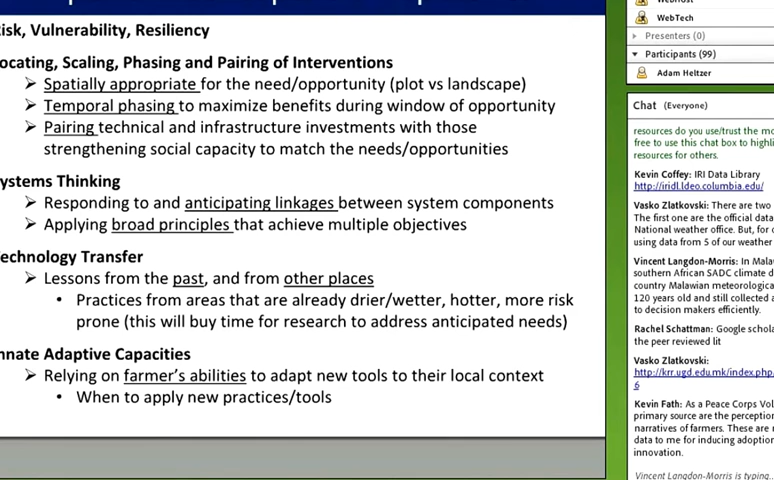 isk, Vulnerability, Resiliency
ocating, Scaling, Phasing and Pairing of Interventions
➢ Spatially appropriate for the need/opportunity (plot vs landscape)
➢ Temporal phasing to maximize benefits during window of opportunity
➢ Pairing technical and infrastructure investments with those
strengthening social capacity to match the needs/opportunities
ystems Thinking
➢ Responding to and anticipating linkages between system components
➢ Applying broad principles that achieve multiple objectives
echnology Transfer
➢ Lessons from the past, and from other places
• Practices from areas that are already drier/wetter, hotter, more risk
prone (this will buy time for research to address anticipated needs)
nnate Adaptive Capacities
➢ Relying on farmer's abilities to adapt new tools to their local context
• When to apply new practices/tools
WebTech
Presenters (0)
Participants (99)
Adam Heltzer
Chat (Everyone)
resources do you use/trust the mo
free to use this chat box to highli
resources for others.
Kevin Coffey: IRI Data Library
http://iridl.ldeo.columbia.edu/
Vasko Zlatkovski: There are two
The first one are the official data
National weather office. But, for o
using data from 5 of our weather
Vincent Langdon-Morris: In Mala
southern African SADC climate d
country Malawian meteorologica
120 years old and still collected a
to decision makers efficiently.
Rachel Schattman: Google schola
the peer reviewed lit
Vasko Zlatkovski:
http://krr.ugd.edu.mk/index.php/
6
Kevin Fath: As a Peace Corps Vol
primary source are the perception
narratives of farmers. These are r
data to me for inducing adoption
innovation.
Vincent Langdon-Morris is typing...